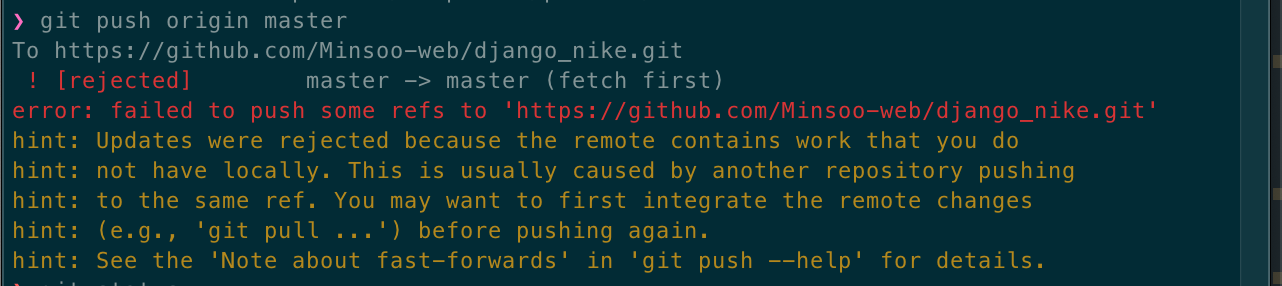 ❯ git push origin master
To https://github.com/Minsoo-web/django_nike.git
 ! [rejected]        master -> master (fetch first)
error: failed to push some refs to 'https://github.com/Minsoo-web/django_nike.git'
hint: Updates were rejected because the remote contains work that you do
hint: not have locally. This is usually caused by another repository pushing
hint: to the same ref. You may want to first integrate the remote changes
hint: (e.g., 'git pull ...') before pushing again.
hint: See the 'Note about fast-forwards' in 'git push --help' for details.